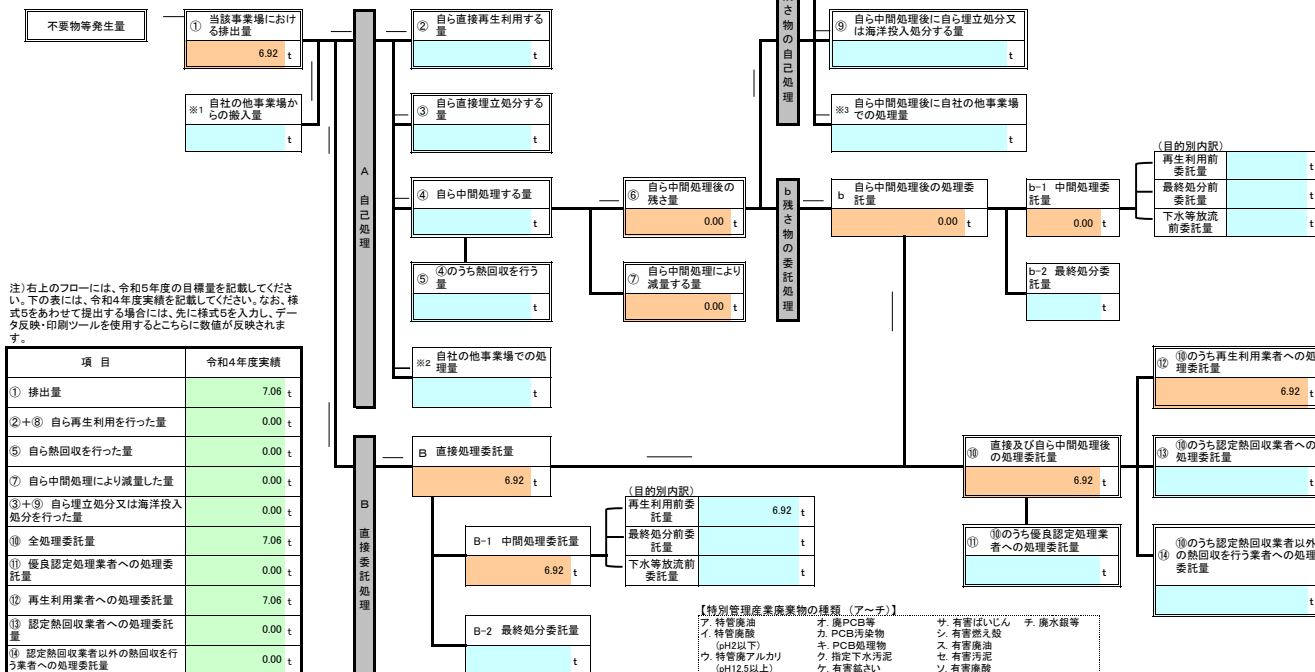 不要物等発生量
① 当該事業場におけ
る排出量
6.92 t
※1 自社の他事業場か
らの搬入量
t
A 自己処理
② 自ら直接再生利用する
量
t
③ 自ら直接埋立処分する
量
t
④ 自ら中間処理する量
t
⑤ ④のうち熱回収を行う
量
t
※2 自社の他事業場での処
理量
t
⑥ 自ら中間処理後の
残さ量
0.00 t
⑦ 自ら中間処理により
減量する量
0.00 t
さ物の自己処理
⑨ 自ら中間処理後に自ら埋立処分又
は海洋投入処分する量
t
※3 自ら中間処理後に自社の他事業場
での処理量
t
b 残さ物の委託処理
b 自ら中間処理後の処理委
託量
0.00 t
b-1 中間処理委
託量
0.00 t
b-2 最終処分委
託量
t
(目的別内訳)
再生利用前
委託量
t
最終処分前
委託量
t
下水等放流
前委託量
t
注)右上のフローには、令和5年度の目標量を記載してくださ
い。下の表には、令和4年度実績を記載してください。なお、様
式5をあわせて提出する場合には、先に様式5を入力し、デー
タ反映・印刷ツールを使用するとこちらに数値が反映されま
す。
項 目 令和4年度実績
① 排出量 7.06 t
②+⑧ 自ら再生利用を行った量 0.00 t
⑤ 自ら熱回収を行った量 0.00 t
⑦ 自ら中間処理により減量した量 0.00 t
③+⑨ 自ら埋立処分又は海洋投入
処分を行った量 0.00 t
⑩ 全処理委託量 7.06 t
⑪ 優良認定処理業者への処理委
託量 0.00 t
⑫ 再生利用業者への処理委託量 7.06 t
⑬ 認定熱回収業者への処理委託
量 0.00 t
⑭ 認定熱回収業者以外の熱回収を行
う業者への処理委託量 0.00 t
B 直接委託処理
B 直接処理委託量
6.92 t
B-1 中間処理委託量
6.92 t
B-2 最終処分委託量
t
(目的別内訳)
再生利用前委
託量
6.92 t
最終処分前委
託量
t
下水等放流前
委託量
t
⑩ 直接及び自ら中間処理後
の処理委託量
6.92 t
⑪ ⑩のうち優良認定処理業
者への処理委託量
t
⑫ ⑩のうち再生利用業者への処
理委託量
6.92 t
⑬ ⑩のうち認定熱回収業者への
処理委託量
t
⑭ ⑩のうち認定熱回収業者以外
の熱回収を行う業者への処理
委託量
t
【特別管理産業廃棄物の種類 (ア~チ)】
ア. 特管廃油 オ. 廃PCB等 サ. 有害ばいじん チ. 廃水銀等
イ. 特管廃酸 カ. PCB汚染物 シ. 有害燃え殻
(pH2以下) キ. PCB処理物 ス. 有害廃油
ウ. 特管廃アルカリ ク. 指定下水汚泥 セ. 有害汚泥
(pH12.5以上) ケ. 有害鉱さい ソ. 有害廃酸